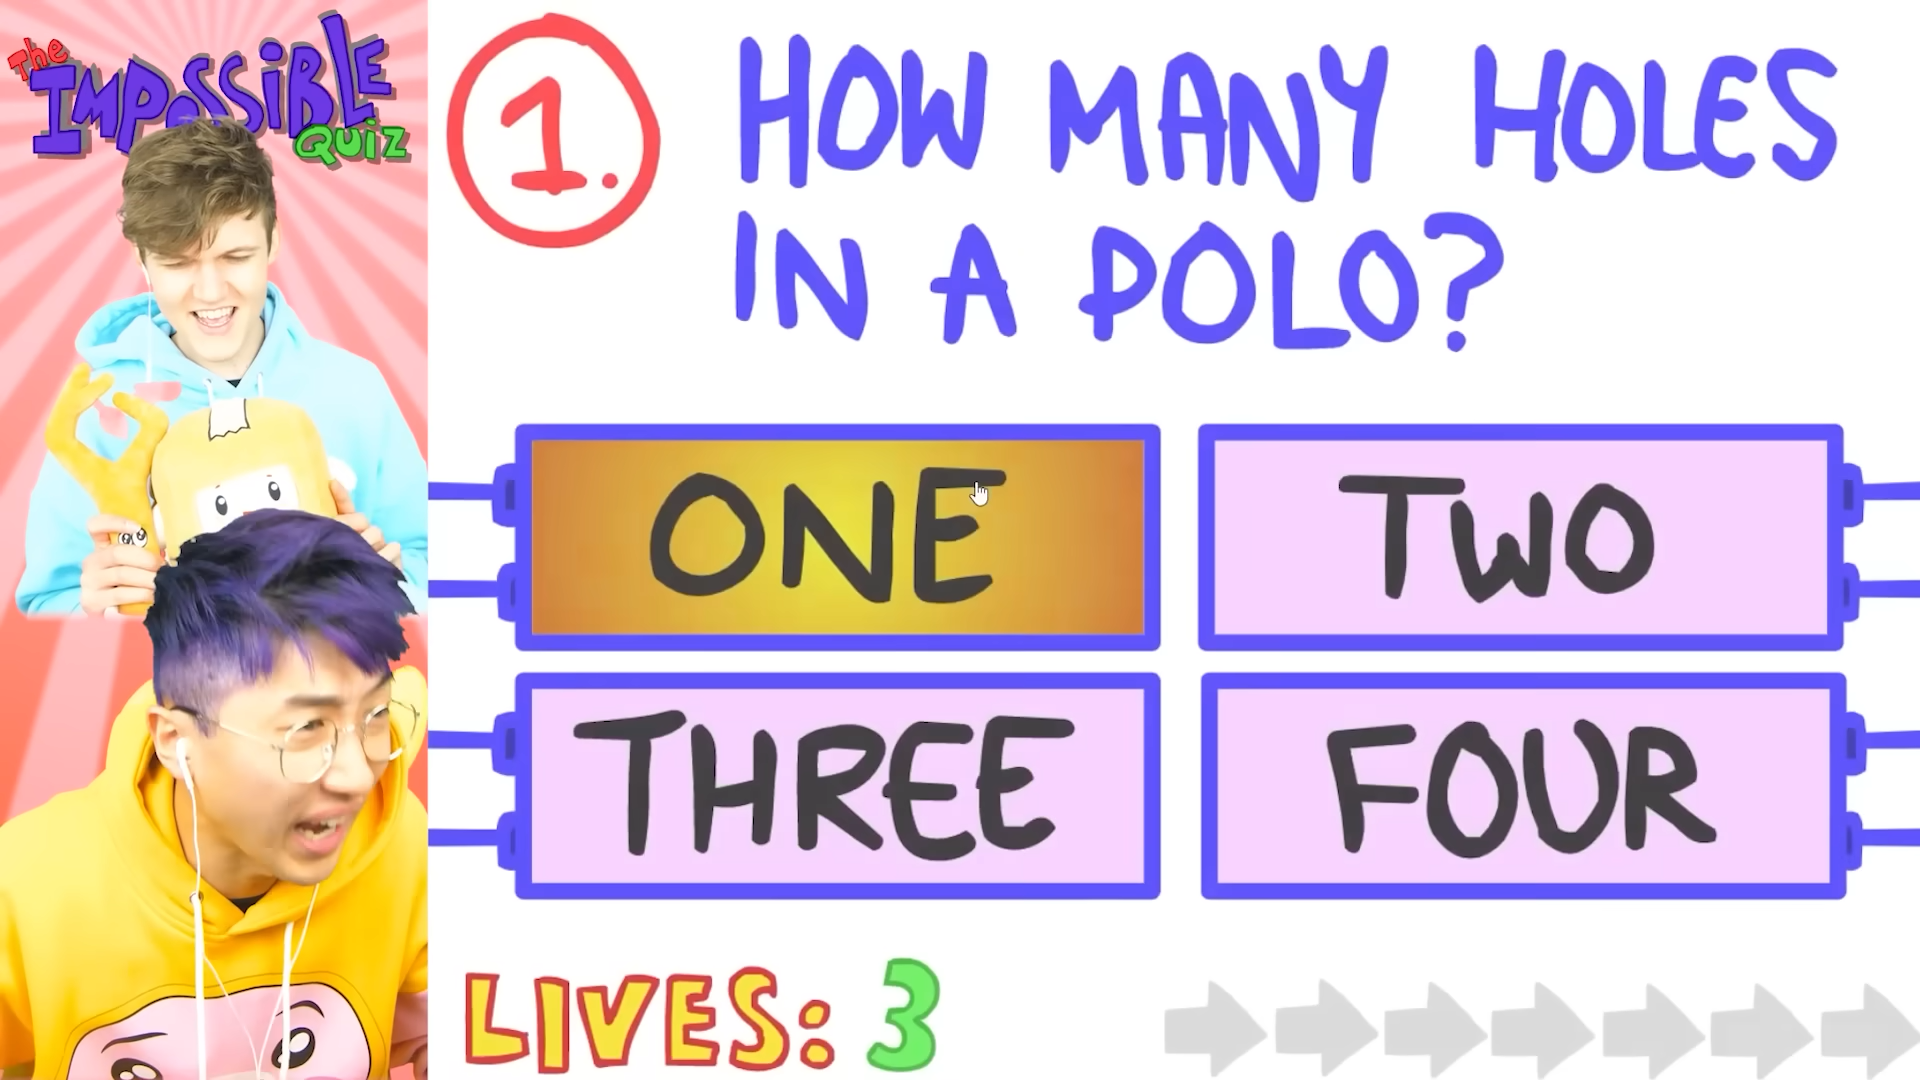 The
IMPOSSIBLE
QUIZ
1.
HOW MANY HOLES
IN A POLO?
ONE
TWO
THREE
FOUR
LIVES: 3